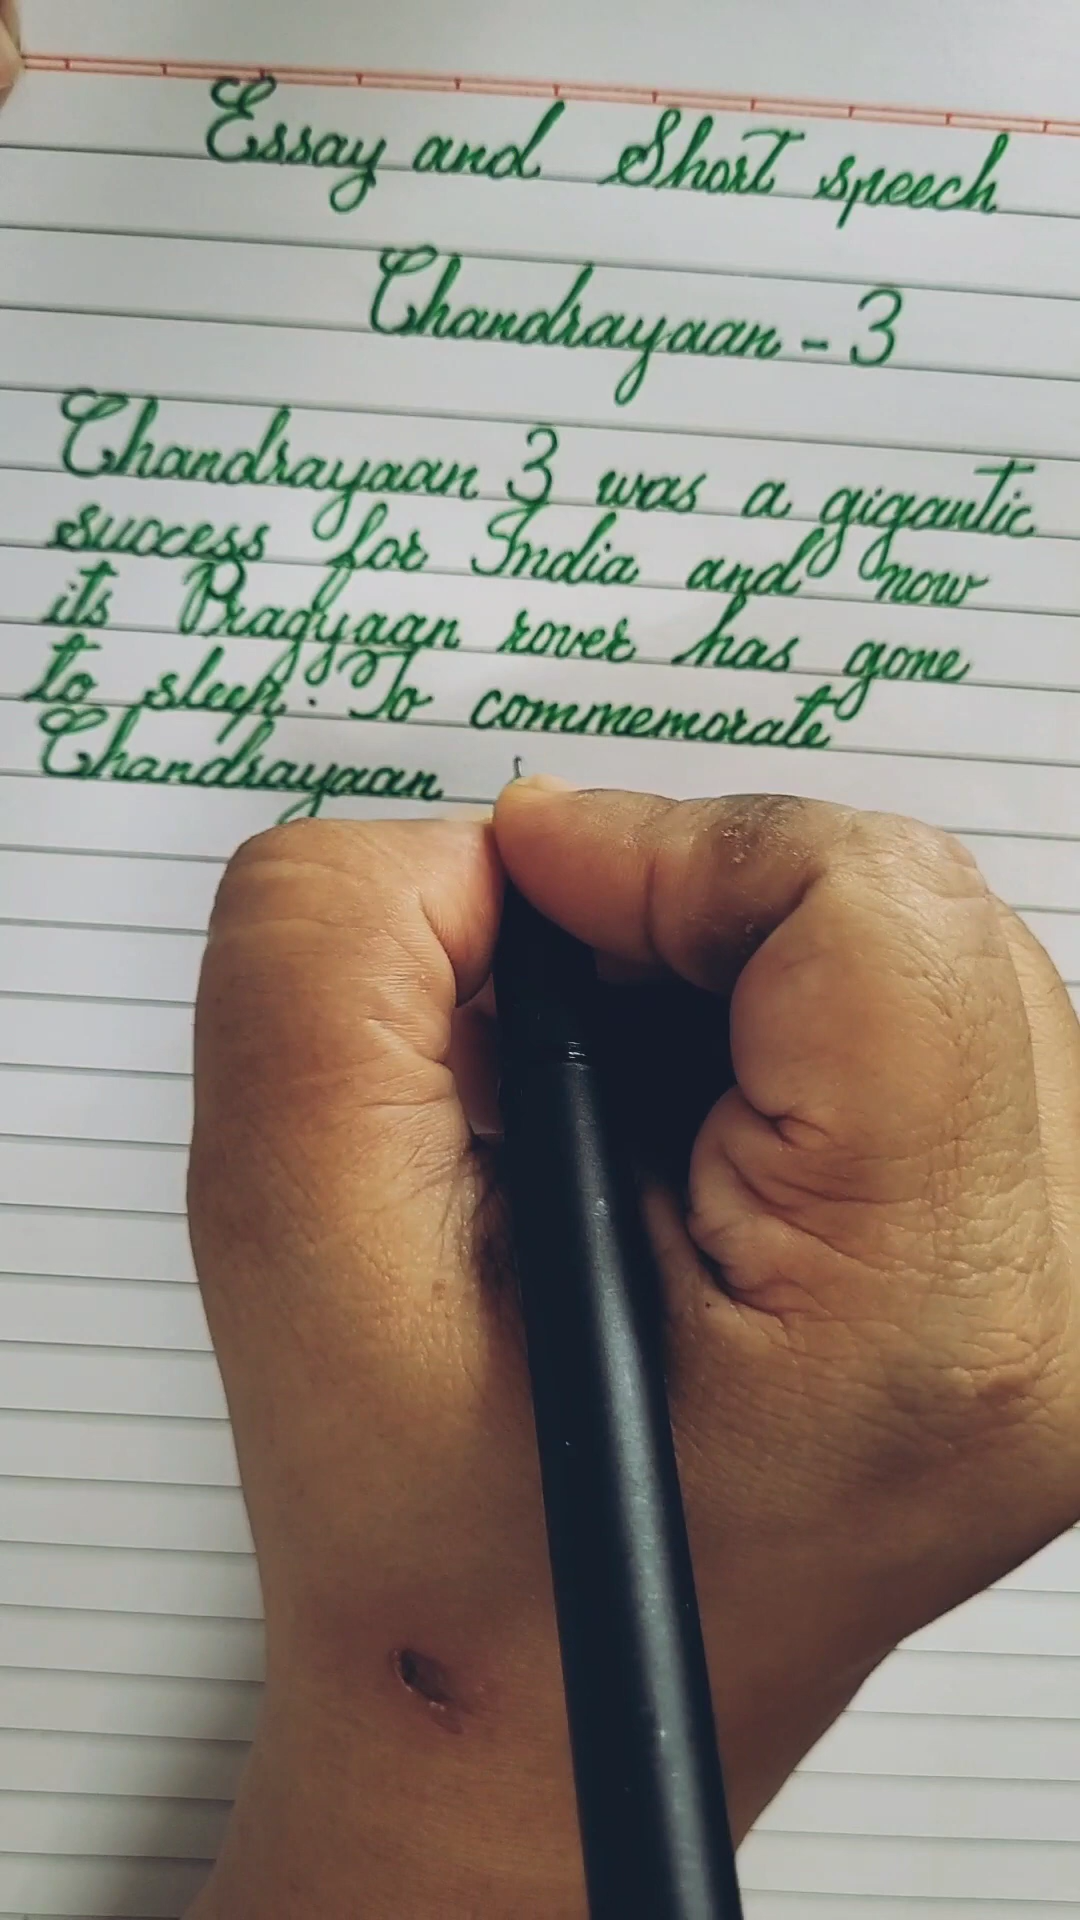 Essay and Short speech
Chandrayaan - 3
Chandrayaan 3 was a gigantic
success for India and now
its Pragyaan rover has gone
to sleep. To commemorate
Chandrayaan